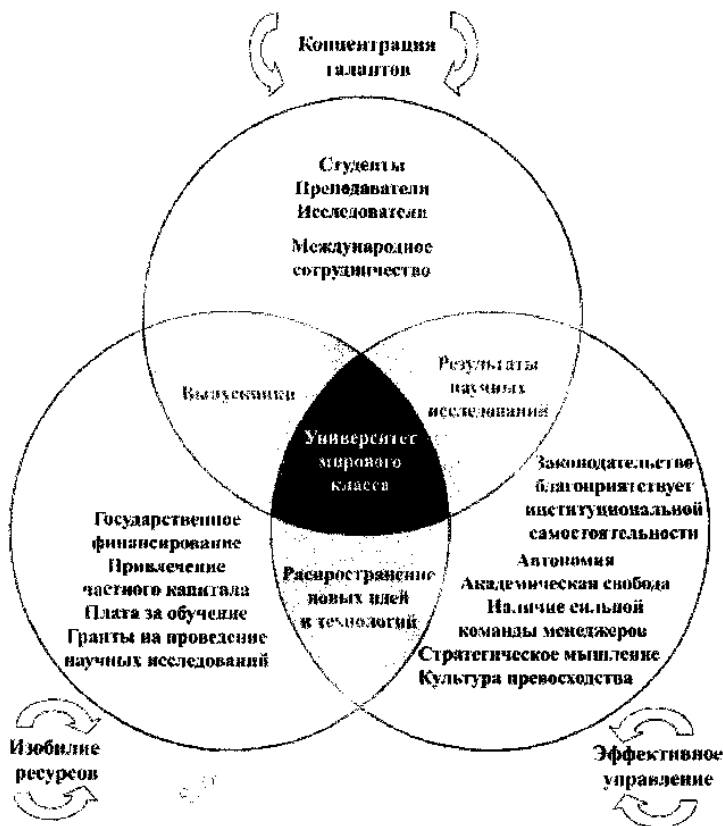 Концентрация
талантов
Студенты
Преподаватели
Исследователи
Международное
сотрудничество
Выпускники
Результаты
научных
исследований
Университет
мирового
класса
Законодательство
благоприятствует
институциональной
самостоятельности
Автономия
Академическая свобода
Наличие сильной
команды менеджеров
Стратегическое мышление
Культура превосходства
Государственное
финансирование
Привлечение
частного капитала
Плата за обучение
Гранты на проведение
научных исследований
Распространение
новых идей
и технологий
Изобилие
ресурсов
Эффективное
управление